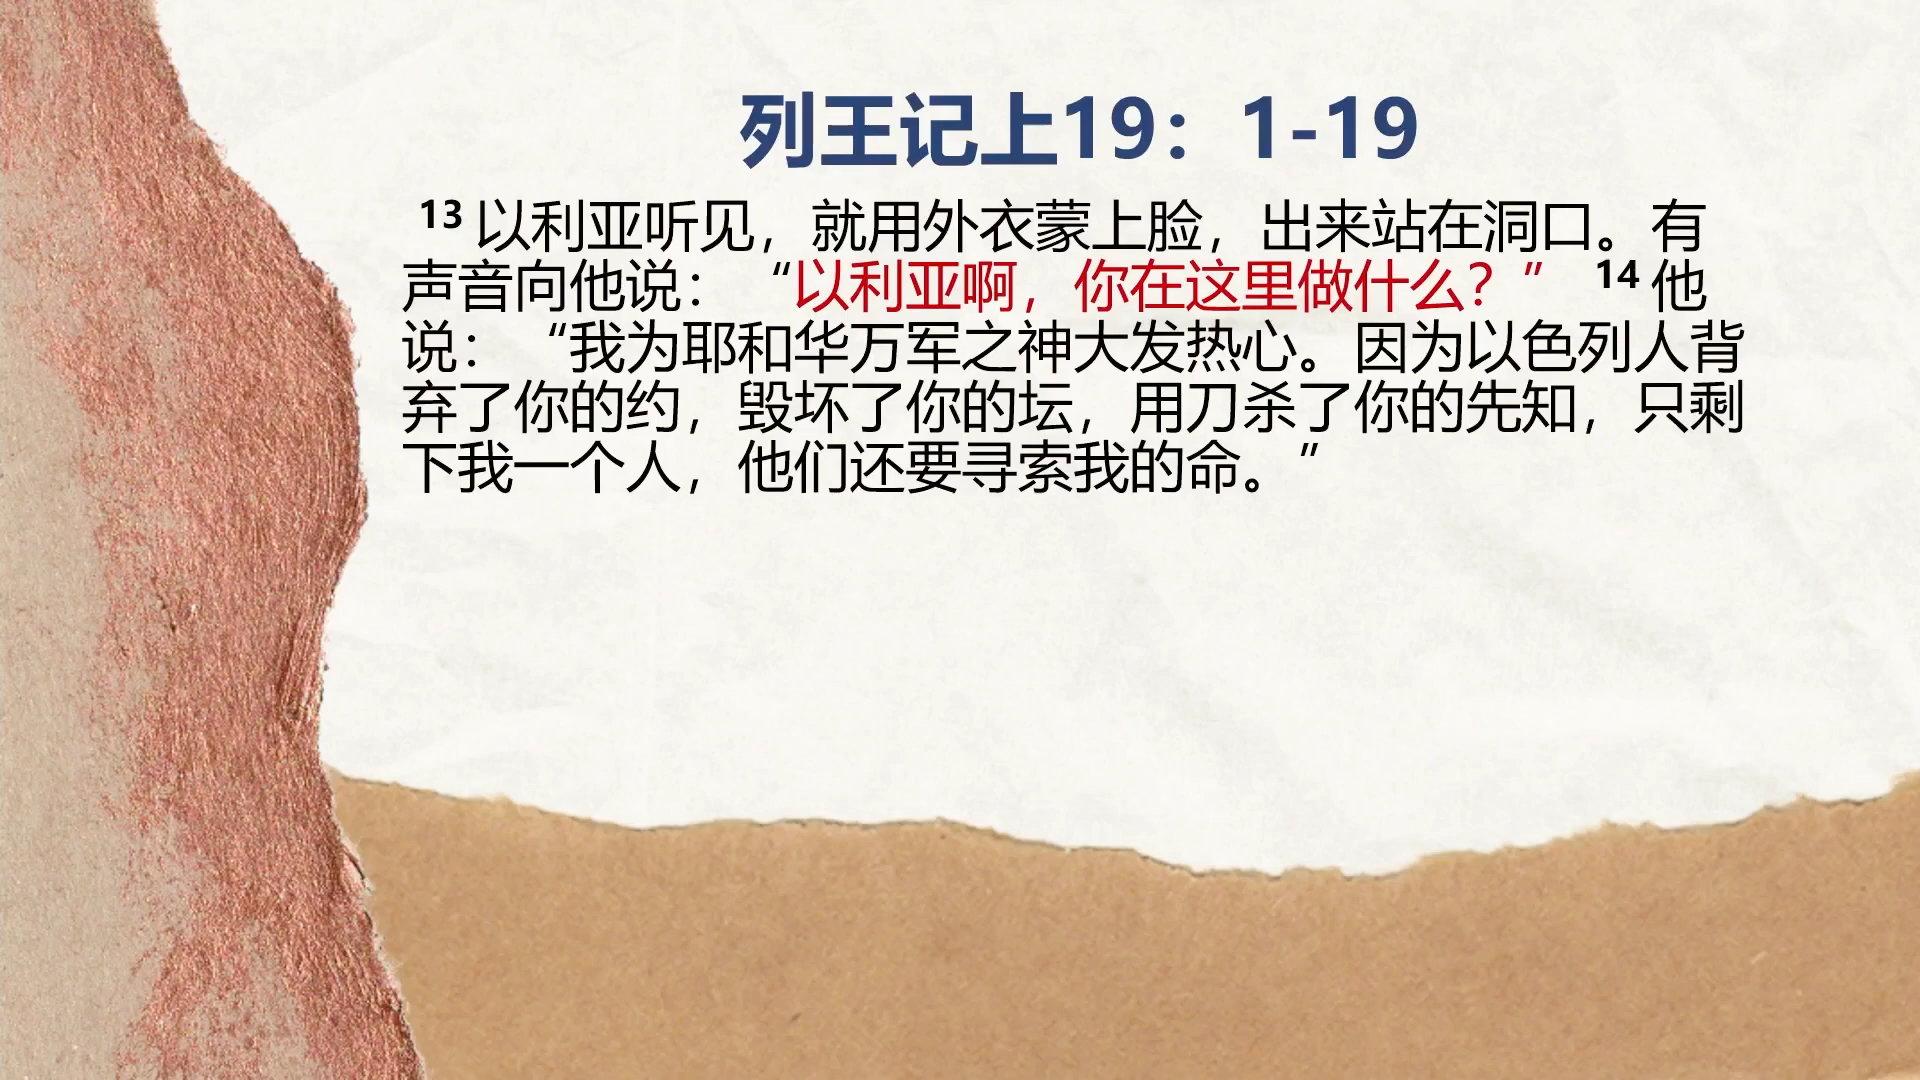 列王记上19：1-19
13 以利亚听见，就用外衣蒙上脸，出来站在洞口。有
声音向他说：“以利亚啊，你在这里做什么？” 14 他
说：“我为耶和华万军之神大发热心。因为以色列人背
弃了你的约，毁坏了你的坛，用刀杀了你的先知，只剩
下我一个人，他们还要寻索我的命。”